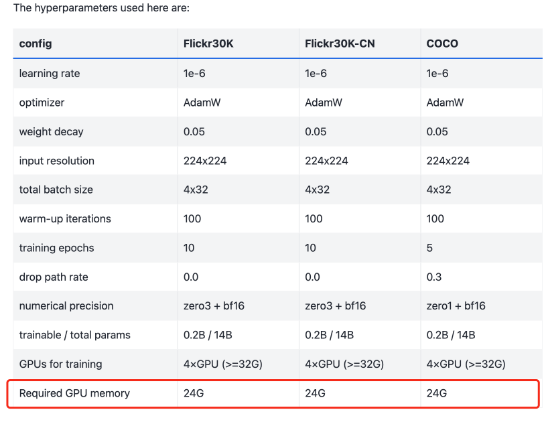 The hyperparameters used here are:
config Flickr30K Flickr30K-CN COCO
learning rate 1e-6 1e-6 1e-6
optimizer AdamW AdamW AdamW
weight decay 0.05 0.05 0.05
input resolution 224x224 224x224 224x224
total batch size 4x32 4x32 4x32
warm-up iterations 100 100 100
training epochs 10 10 5
drop path rate 0.0 0.0 0.3
numerical precision zero3 + bf16 zero3 + bf16 zero1 + bf16
trainable / total params 0.2B / 14B 0.2B / 14B 0.2B / 14B
GPUs for training 4×GPU (>=32G) 4×GPU (>=32G) 4×GPU (>=32G)
Required GPU memory 24G 24G 24G